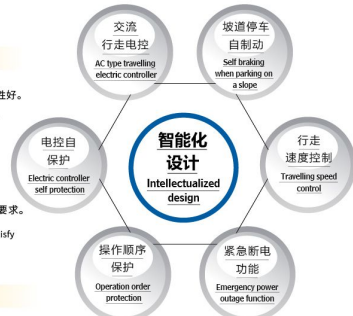 交流
行走电控
AC type travelling
electric controller
坡道停车
自制动
Self braking
when parking on
a slope
性好。
电控自
保护
Electric controller
self protection
智能化
设计
Intellectualized
design
行走
速度控制
Travelling speed
control
要求。
isfy
操作顺序
保护
Operation order
protection
紧急断电
功能
Emergency power
outage function